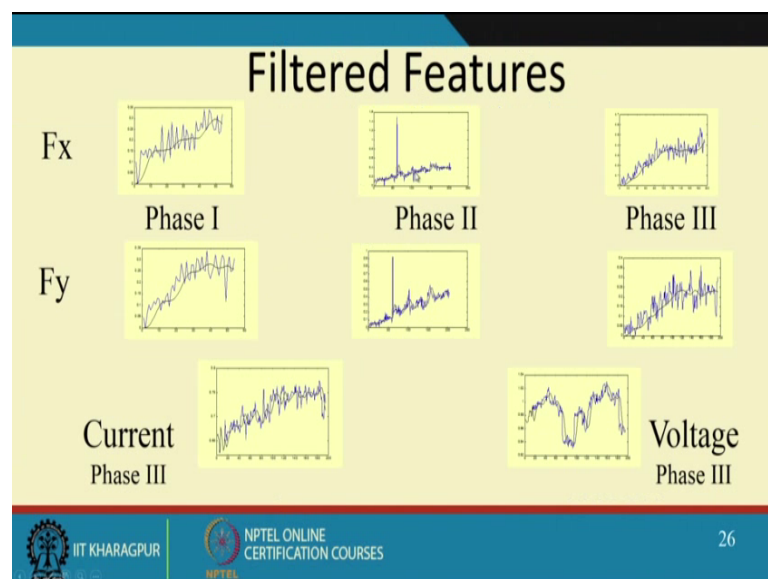 Filtered Features
Fx
Phase I
Phase II
Phase III
Fy
Current
Phase III
Voltage
Phase III
IIT KHARAGPUR
NPTEL
NPTEL ONLINE
CERTIFICATION COURSES
26